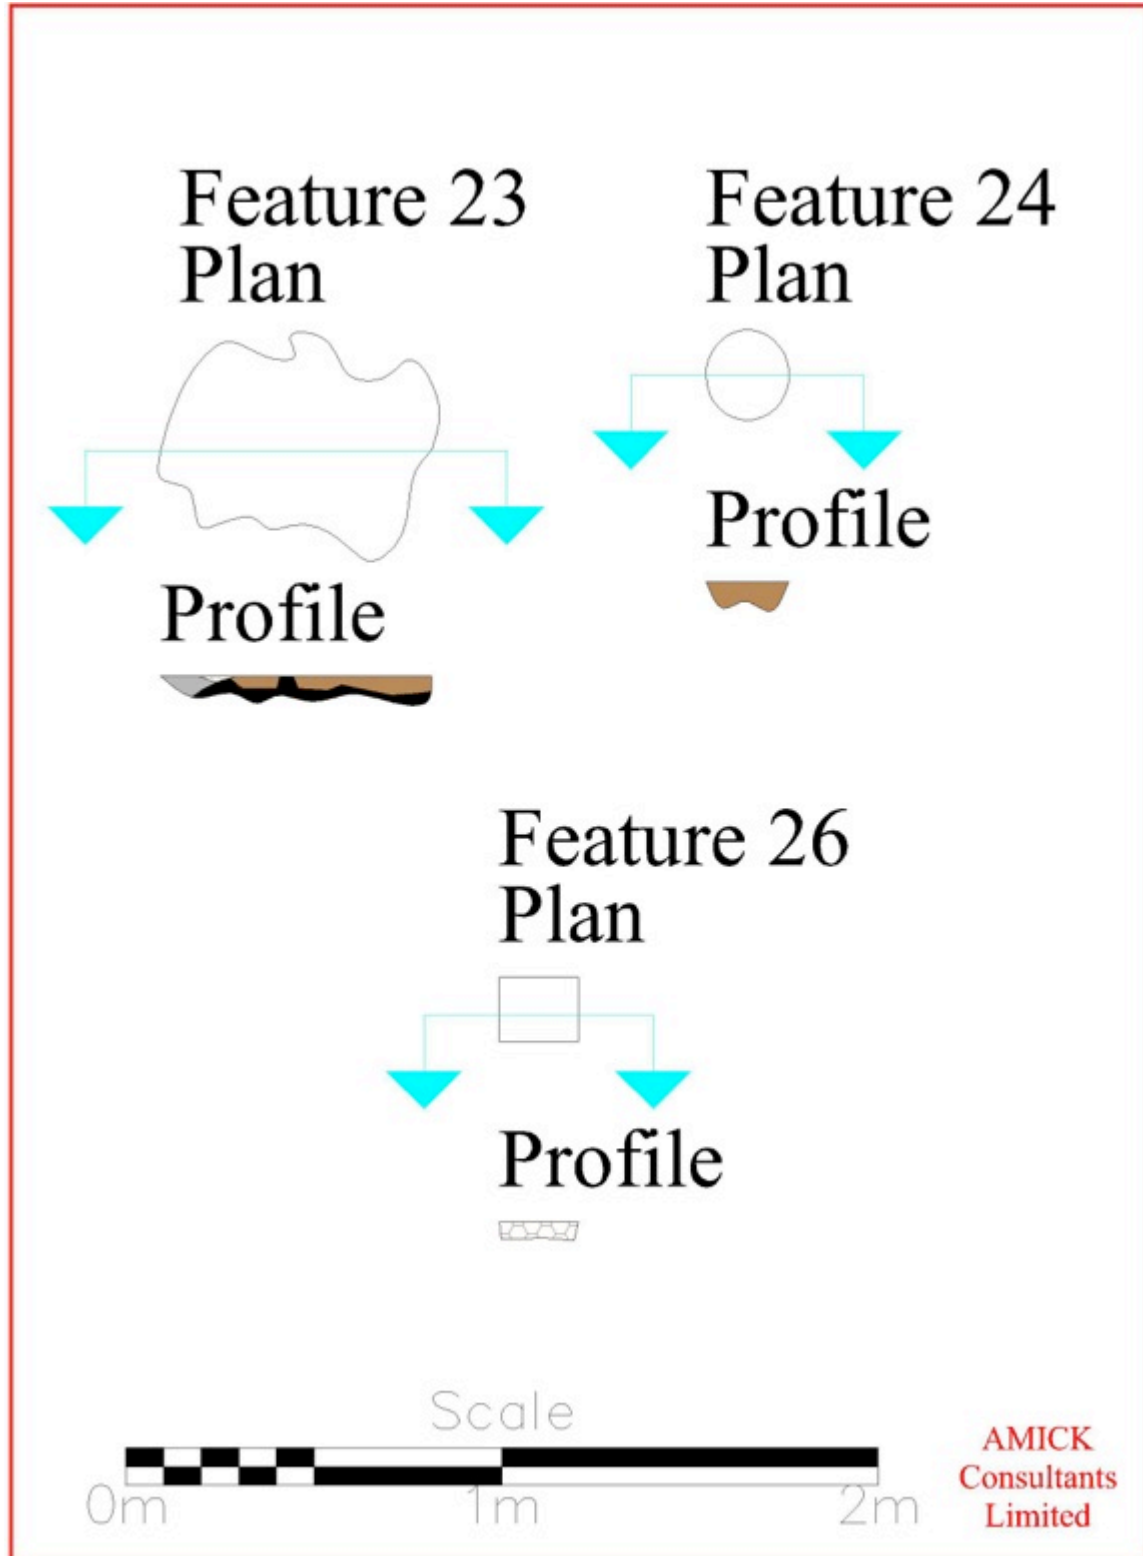 Feature 23
Plan
Profile
Feature 24
Plan
Profile
Feature 26
Plan
Profile
Scale
0m 1m 2m
AMICK
Consultants
Limited